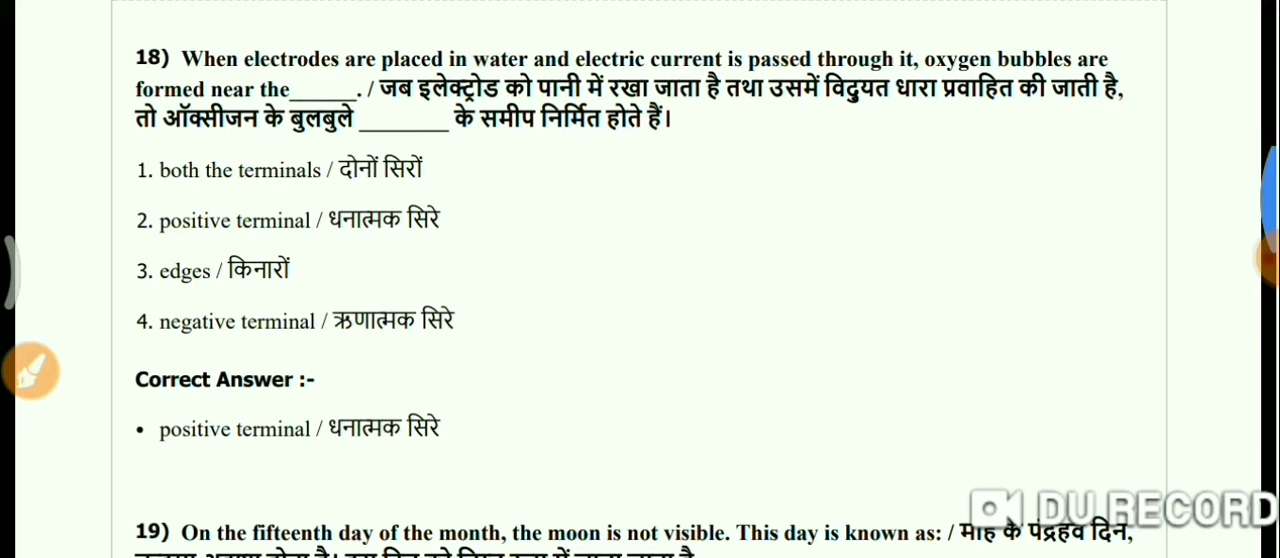 18) When electrodes are placed in water and electric current is passed through it, oxygen bubbles are
formed near the______. / जब इलेक्ट्रोड को पानी में रखा जाता है तथा उसमें विद्युयत धारा प्रवाहित की जाती है,
तो ऑक्सीजन के बुलबुले ________ के समीप निर्मित होते हैं।
1. both the terminals / दोनों सिरों
2. positive terminal / धनात्मक सिरे
3. edges / किनारों
4. negative terminal / ऋणात्मक सिरे
Correct Answer :-
• positive terminal / धनात्मक सिरे
DU RECORD
19) On the fifteenth day of the month, the moon is not visible. This day is known as: / माह के पंद्रहवें दिन,